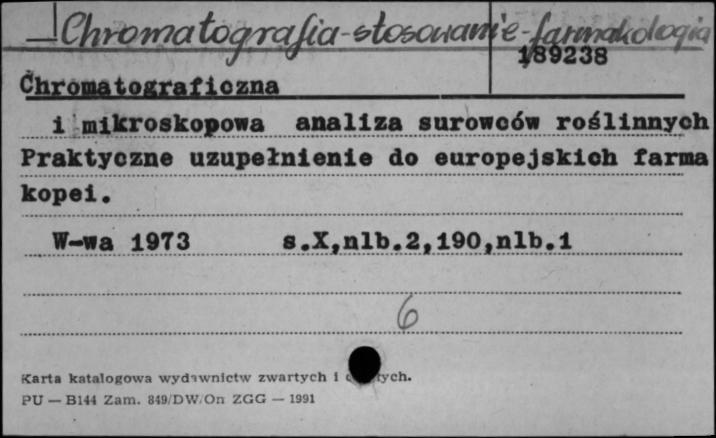 Chromatografia-stosowanie-farmakologia
189238
Chromatograficzna
i mikroskopowa analiza surowców roślinnych
Praktyczne uzupełnienie do europejskich farma
kopei.
W-wa 1973 s.X,nlb.2,190,nlb.1
6
Karta katalogowa wydawnictw zwartych i
PU — B144 Zam. 849/DW/On ZGG — 1991